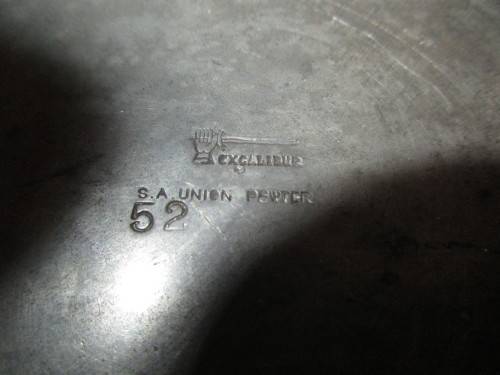 EXCALIBUR
S.A. UNION PEWTER
52